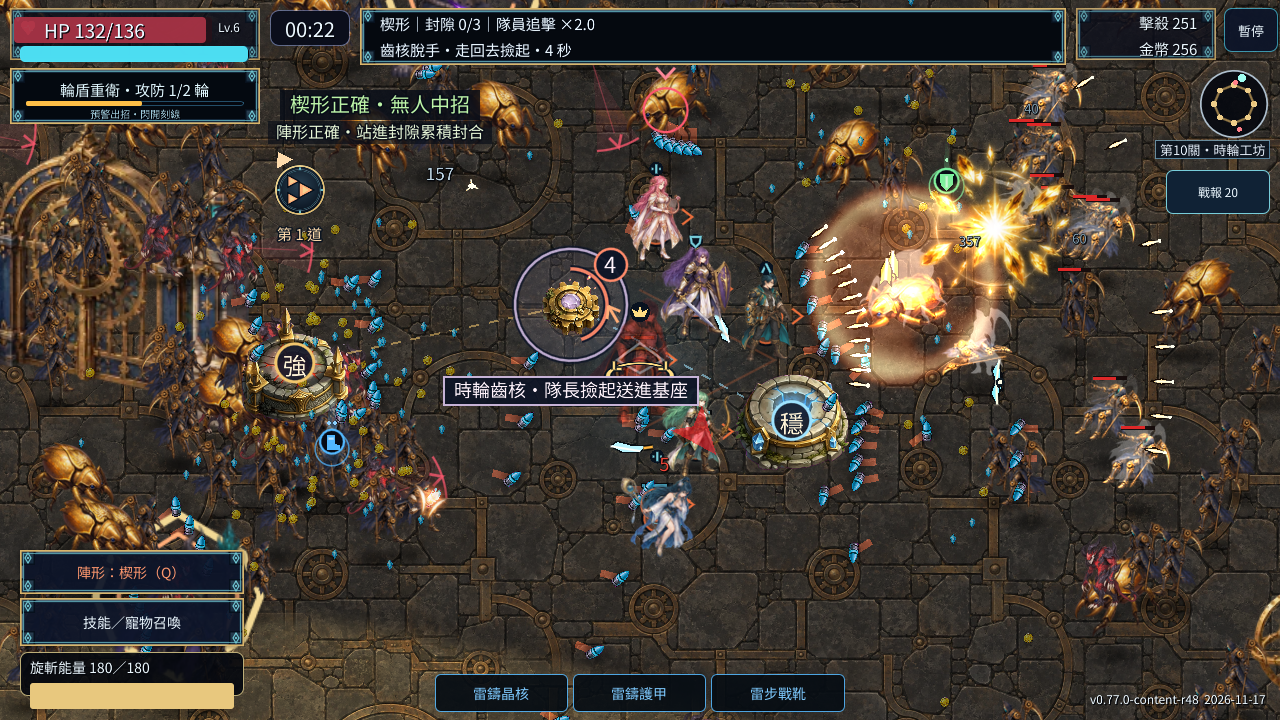 HP 132/136
Lv.6
00:22
楔形｜封隙 0/3｜隊員追擊 ×2.0
齒核脫手・走回去撿起・4 秒
擊殺 251
金幣 256
暫停
輪盾重衛・攻防 1/2 輪
預警出招・閃開刻線
楔形正確・無人中招
陣形正確・站進封隙累積封合
157
40
第10關・時輪工坊
戰報 20
第 1 道
357
60
4
強
時輪齒核・隊長撿起送進基座
穩
5
陣形：楔形（Q）
技能／寵物召喚
旋斬能量 180／180
雷鑄晶核
雷鑄護甲
雷步戰靴
v0.77.0-content-r48 2026-11-17